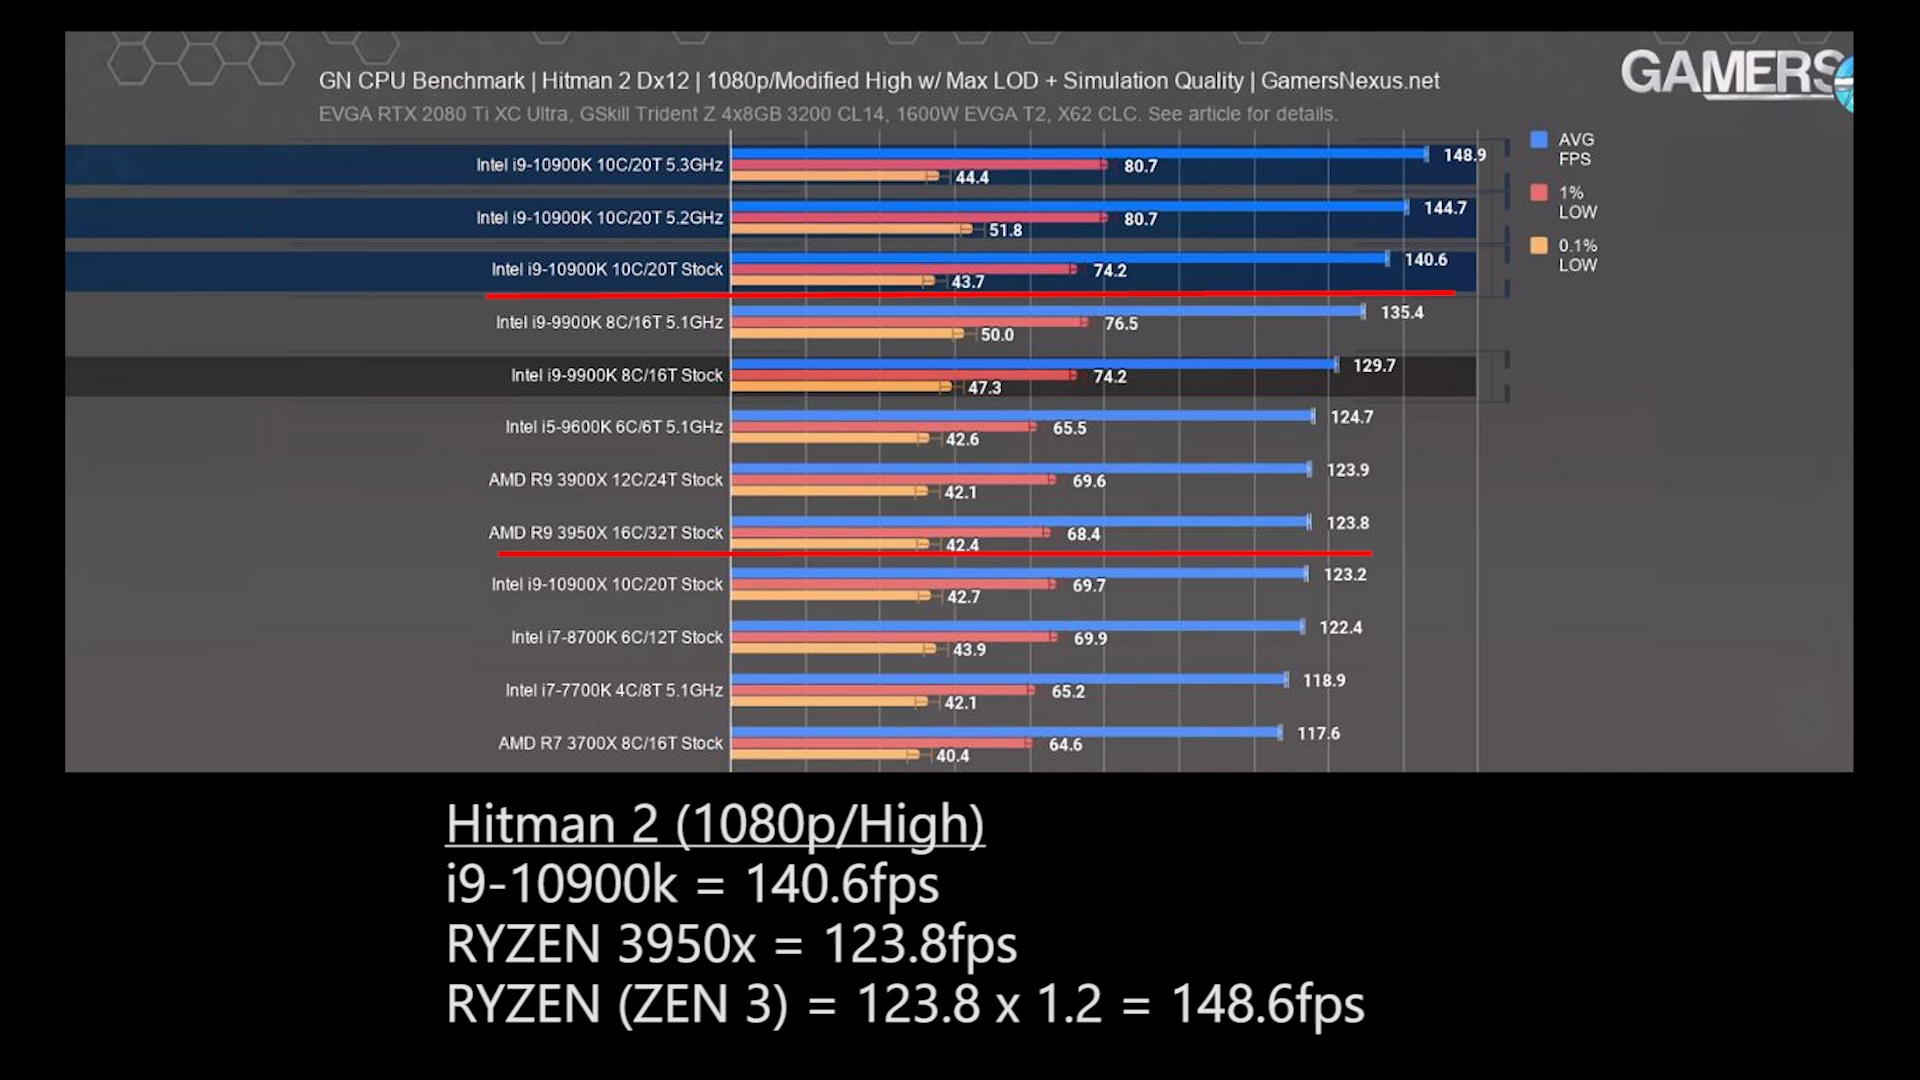 GN CPU Benchmark | Hitman 2 Dx12 | 1080p/Modified High w/ Max LOD + Simulation Quality | GamersNexus.net
EVGA RTX 2080 Ti XC Ultra, GSkill Trident Z 4x8GB 3200 CL14, 1600W EVGA T2, X62 CLC. See article for details.
GAMERS
AVG
FPS
1%
LOW
0.1%
LOW
Intel i9-10900K 10C/20T 5.3GHz
148.9
80.7
44.4
Intel i9-10900K 10C/20T 5.2GHz
144.7
80.7
51.8
Intel i9-10900K 10C/20T Stock
140.6
74.2
43.7
Intel i9-9900K 8C/16T 5.1GHz
135.4
76.5
50.0
Intel i9-9900K 8C/16T Stock
129.7
74.2
47.3
Intel i5-9600K 6C/6T 5.1GHz
124.7
65.5
42.6
AMD R9 3900X 12C/24T Stock
123.9
69.6
42.1
AMD R9 3950X 16C/32T Stock
123.8
68.4
42.4
Intel i9-10900X 10C/20T Stock
123.2
69.7
42.7
Intel i7-8700K 6C/12T Stock
122.4
69.9
43.9
Intel i7-7700K 4C/8T 5.1GHz
118.9
65.2
42.1
AMD R7 3700X 8C/16T Stock
117.6
64.6
40.4
Hitman 2 (1080p/High)
i9-10900k = 140.6fps
RYZEN 3950x = 123.8fps
RYZEN (ZEN 3) = 123.8 x 1.2 = 148.6fps